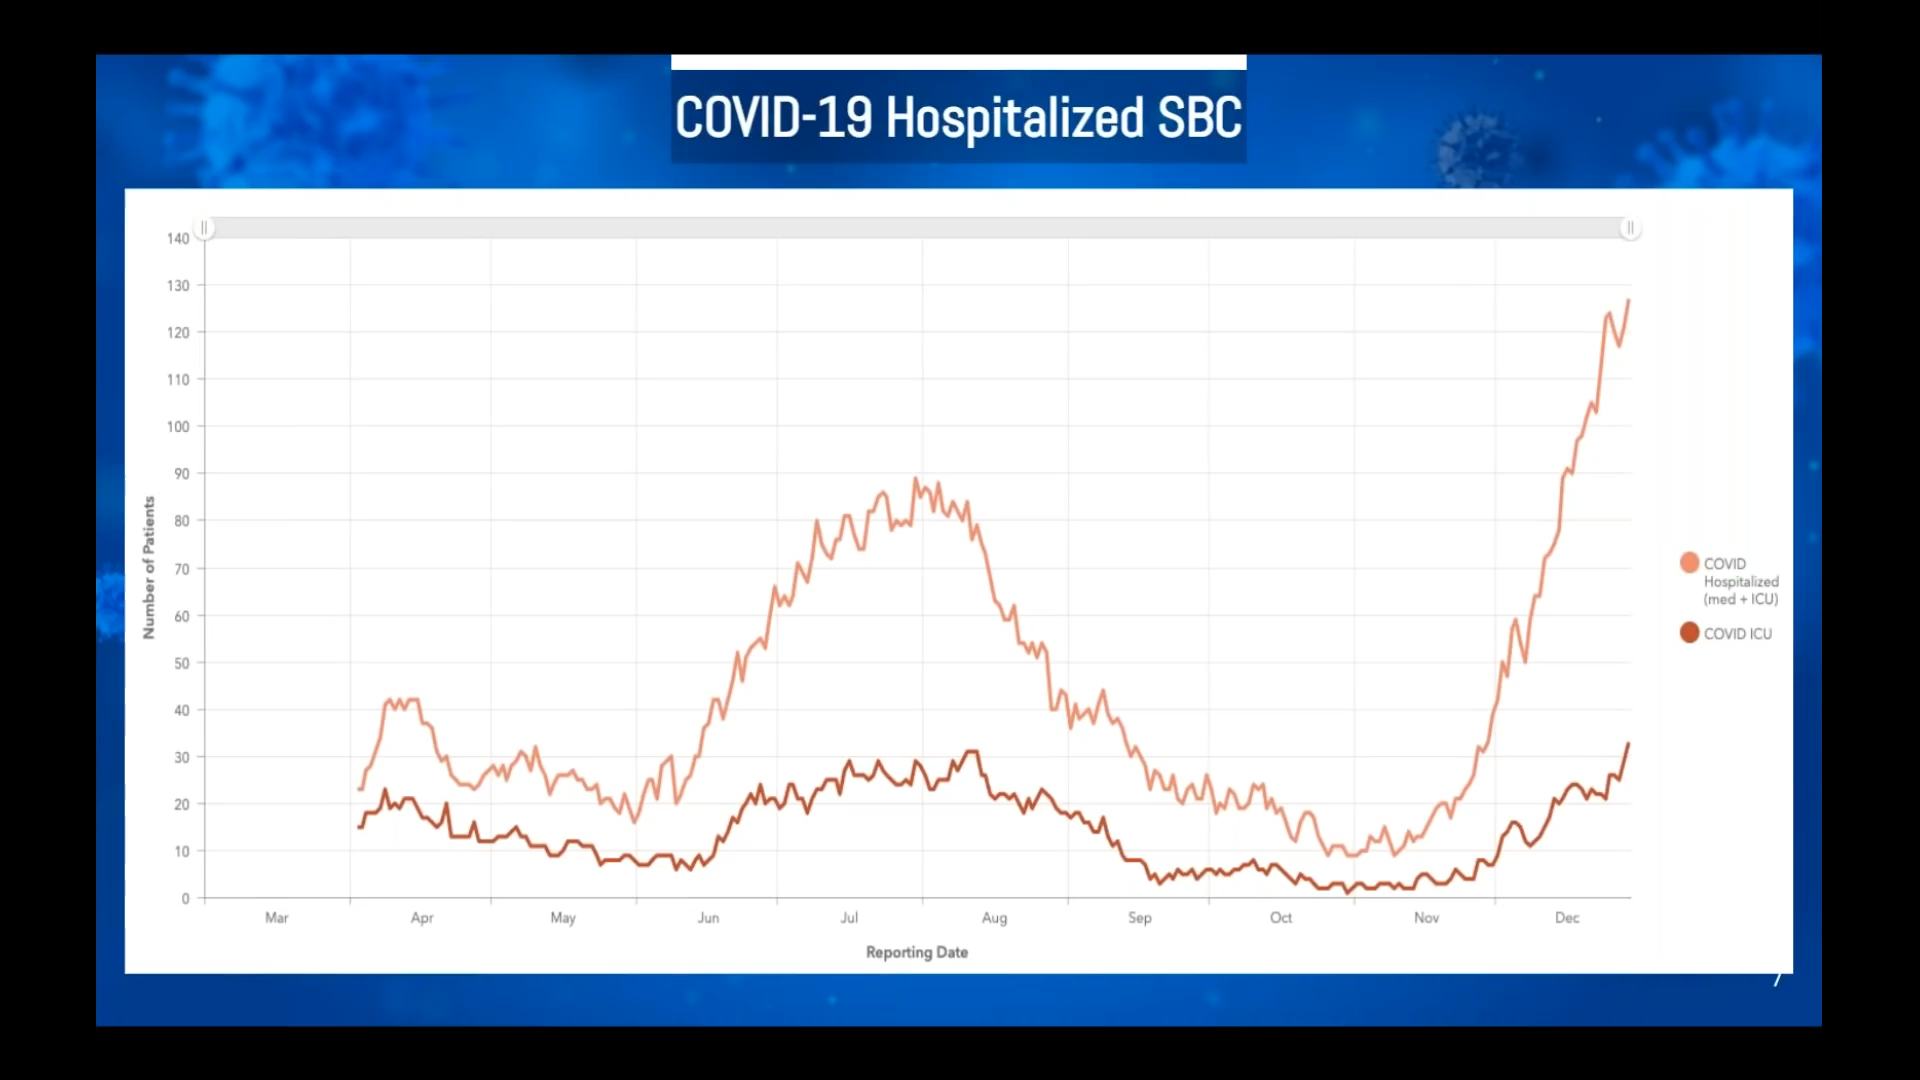 COVID-19 Hospitalized SBC
140
130
120
110
100
90
80
70
60
50
40
30
20
10
0
Number of Patients
Mar Apr May Jun Jul Aug Sep Oct Nov Dec
Reporting Date
COVID
Hospitalized
(med + ICU)
COVID ICU
7